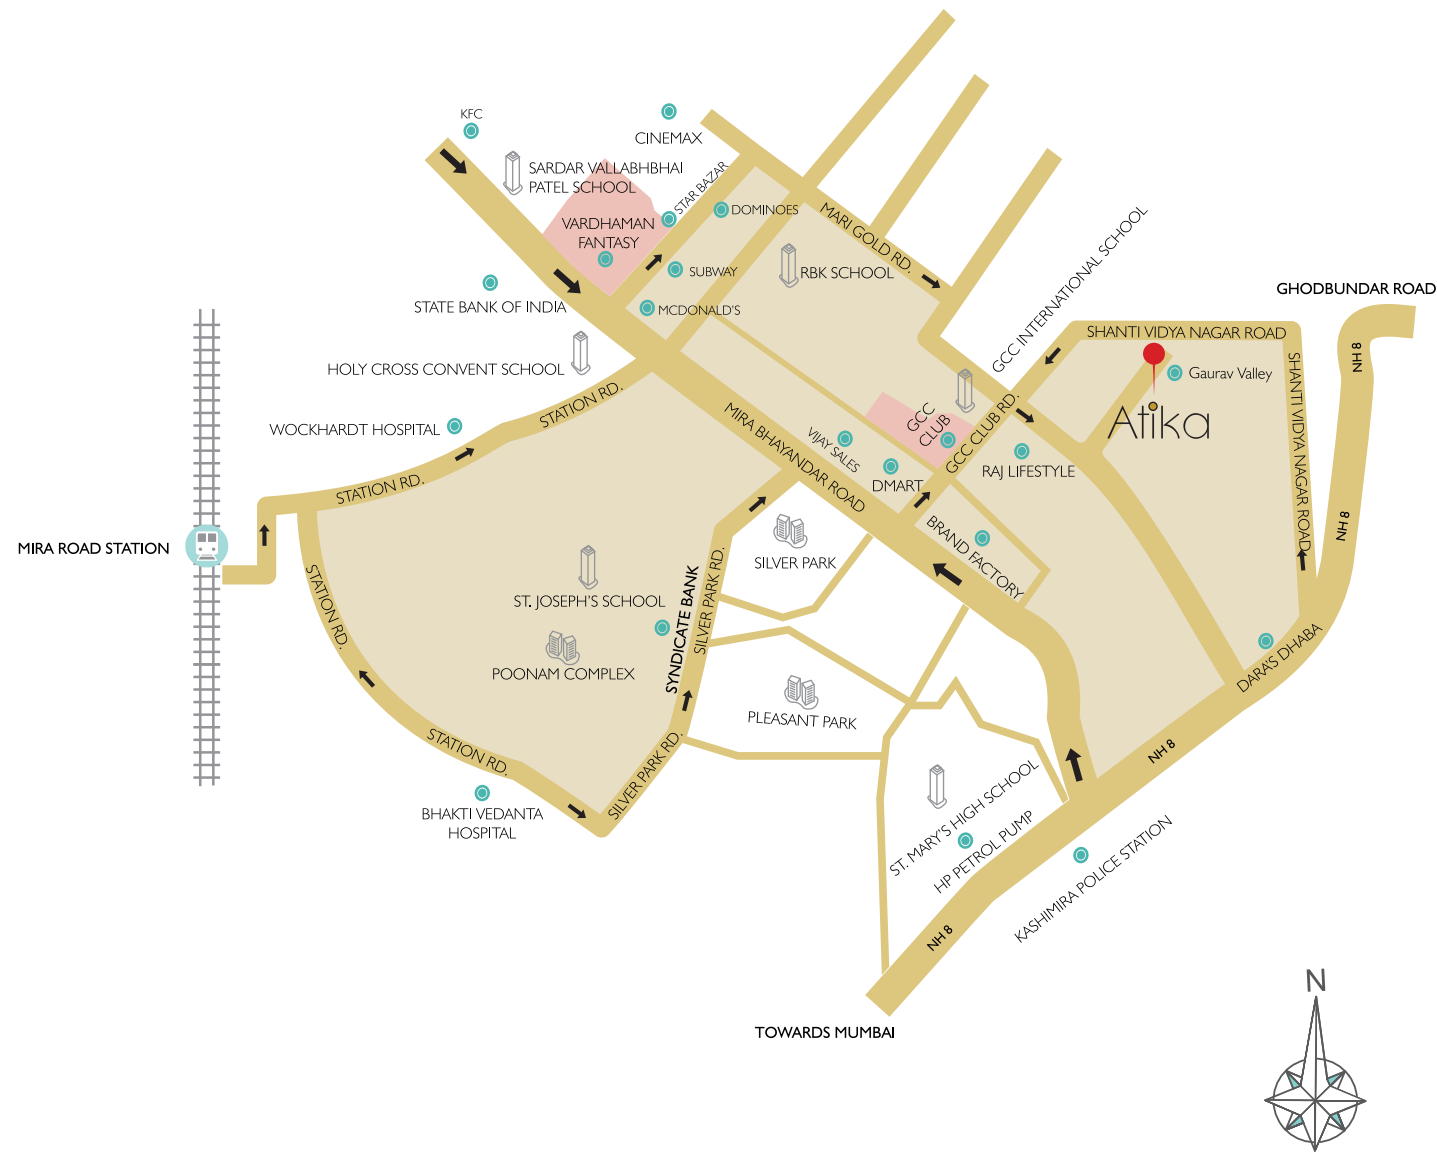 KFC
CINEMAX
SARDAR VALLABHBHAI
PATEL SCHOOL
STAR BAZAR
VARDHAMAN
FANTASY
DOMINOES
MARI GOLD RD.
RBK SCHOOL
SUBWAY
STATE BANK OF INDIA
MCDONALD'S
GCC INTERNATIONAL SCHOOL
GHODBUNDAR ROAD
SHANTI VIDYA NAGAR ROAD
NH 8
HOLY CROSS CONVENT SCHOOL
Gaurav Valley
SHANTI VIDYA NAGAR ROAD
STATION RD.
WOCKHARDT HOSPITAL
MIRA BHAYANDAR ROAD
VIJAY SALES
GCC
CLUB
GCC CLUB RD.
Atika
RAJ LIFESTYLE
DMART
STATION RD.
BRAND FACTORY
NH 8
MIRA ROAD STATION
SILVER PARK
STATION RD.
ST. JOSEPH'S SCHOOL
SYNDICATE BANK
SILVER PARK RD.
POONAM COMPLEX
DARA'S DHABA
PLEASANT PARK
STATION RD.
SILVER PARK RD.
NH 8
BHAKTI VEDANTA
HOSPITAL
ST. MARY'S HIGH SCHOOL
HP PETROL PUMP
KASHIMIRA POLICE STATION
NH 8
TOWARDS MUMBAI
N